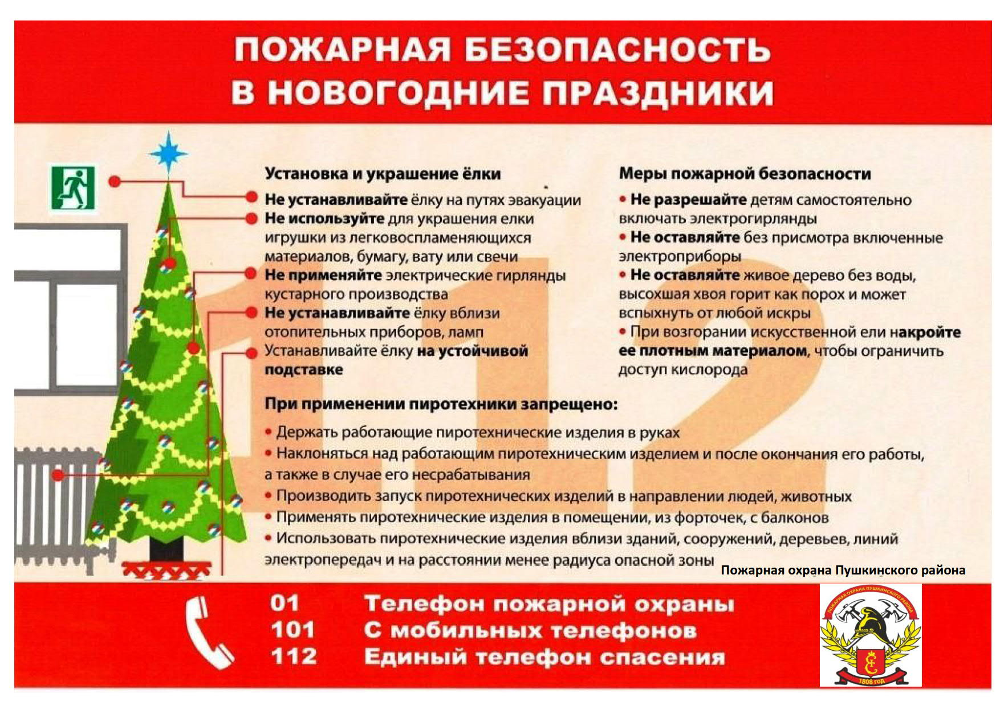 ПОЖАРНАЯ БЕЗОПАСНОСТЬ
В НОВОГОДНИЕ ПРАЗДНИКИ
Установка и украшение ёлки
Не устанавливайте ёлку на путях эвакуации
Не используйте для украшения елки
игрушки из легковоспламеняющихся
материалов, бумагу, вату или свечи
Не применяйте электрические гирлянды
кустарного производства
Не устанавливайте ёлку вблизи
отопительных приборов, ламп
Устанавливайте ёлку на устойчивой
подставке
Меры пожарной безопасности
• Не разрешайте детям самостоятельно
включать электрогирлянды
• Не оставляйте без присмотра включенные
электроприборы
• Не оставляйте живое дерево без воды,
высохшая хвоя горит как порох и может
вспыхнуть от любой искры
• При возгорании искусственной ели накройте
ее плотным материалом, чтобы ограничить
доступ кислорода
112
При применении пиротехники запрещено:
• Держать работающие пиротехнические изделия в руках
• Наклоняться над работающим пиротехническим изделием и после окончания его работы,
а также в случае его несрабатывания
• Производить запуск пиротехнических изделий в направлении людей, животных
• Применять пиротехнические изделия в помещении, из форточек, с балконов
• Использовать пиротехнические изделия вблизи зданий, сооружений, деревьев, линий
электропередач и на расстоянии менее радиуса опасной зоны
Пожарная охрана Пушкинского района
01 Телефон пожарной охраны
101 С мобильных телефонов
112 Единый телефон спасения
ПОЖАРНАЯ ОХРАНА ПУШКИНСКОГО РАЙОНА
1808 год